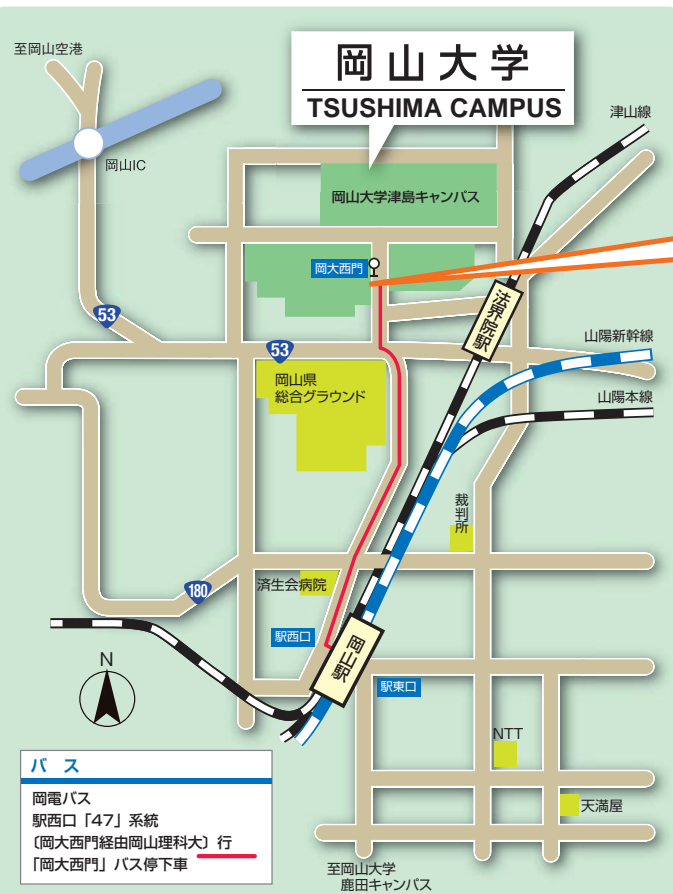 至岡山空港
岡山大学
TSUSHIMA CAMPUS
津山線
岡山IC
岡山大学津島キャンパス
岡大西門
法界院駅
53
53
山陽新幹線
岡山県
総合グラウンド
山陽本線
裁判所
180
済生会病院
駅西口
岡山駅
N
駅東口
NTT
天満屋
バス
岡電バス
駅西口「47」系統
〔岡大西門経由岡山理科大〕行
「岡大西門」バス停下車
至岡山大学
鹿田キャンパス